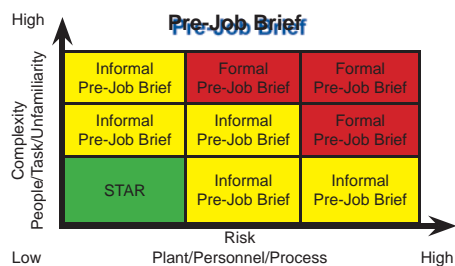 High
Pre-Job Brief
Informal
Pre-Job Brief
Formal
Pre-Job Brief
Formal
Pre-Job Brief
Informal
Pre-Job Brief
Informal
Pre-Job Brief
Formal
Pre-Job Brief
STAR
Informal
Pre-Job Brief
Informal
Pre-Job Brief
Complexity
People/Task/Unfamiliarity
Risk
Low
Plant/Personnel/Process
High